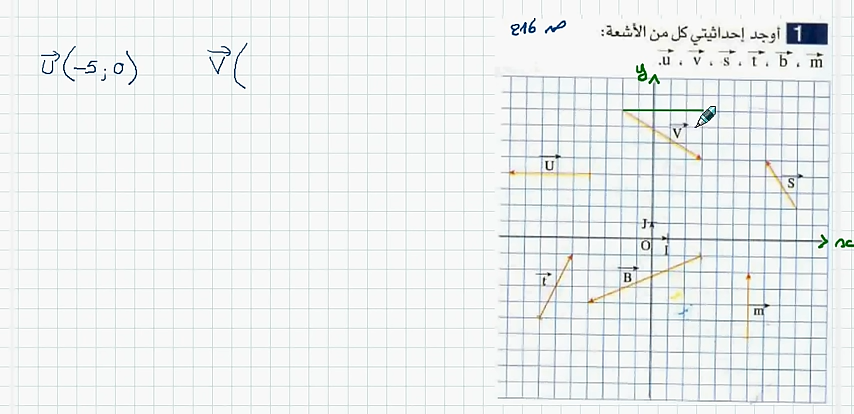 ص 216
1 أوجد إحداثيتي كل من الأشعة:
u⃗ ، v⃗ ، s⃗ ، t⃗ ، b⃗ ، m⃗.
U⃗(-5;0) V⃗(
y
V
U
S
J
O I
x
t
B
m